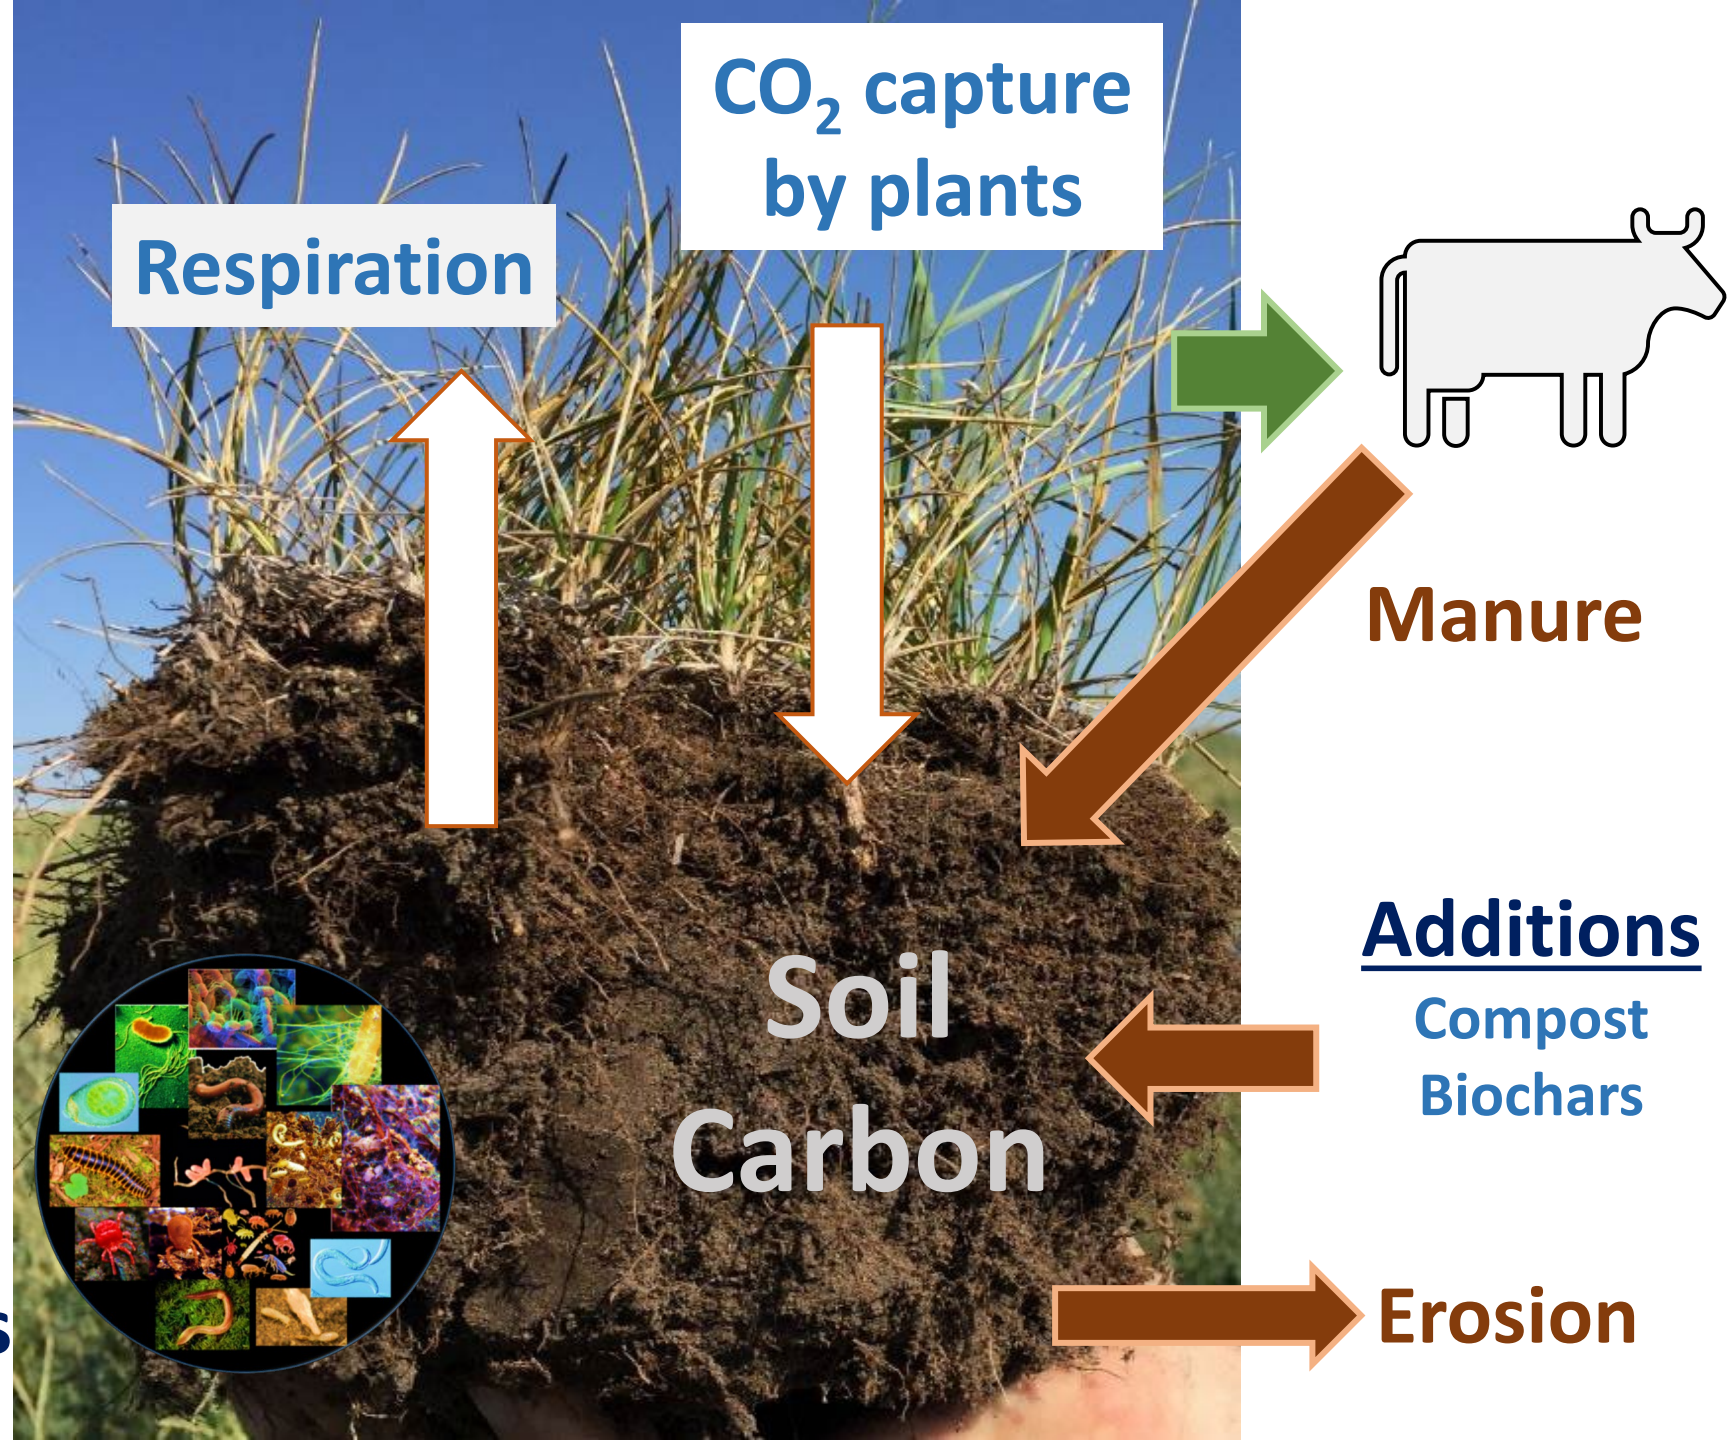 CO₂ capture
by plants
Respiration
Manure
Soil
Carbon
Additions
Compost
Biochars
Erosion
s